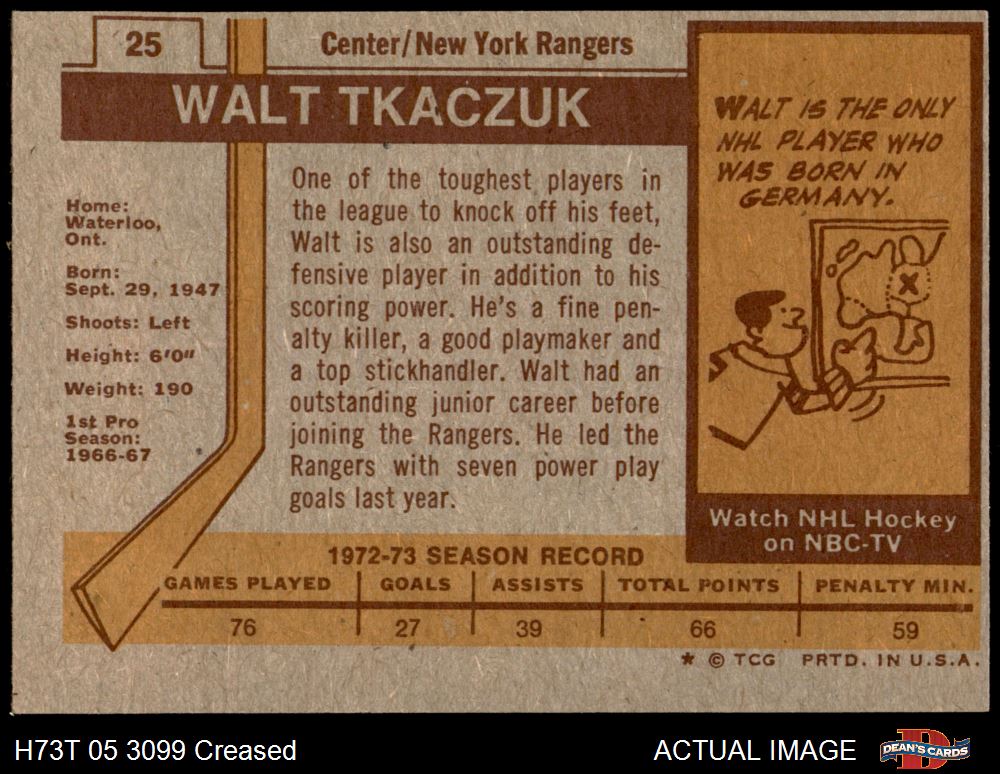 25
Center/New York Rangers
WALT TKACZUK
Home:
Waterloo,
Ont.
Born:
Sept. 29, 1947
Shoots: Left
Height: 6'0"
Weight: 190
1st Pro
Season:
1966-67
One of the toughest players in
the league to knock off his feet,
Walt is also an outstanding de-
fensive player in addition to his
scoring power. He's a fine pen-
alty killer, a good playmaker and
a top stickhandler. Walt had an
outstanding junior career before
joining the Rangers. He led the
Rangers with seven power play
goals last year.
WALT IS THE ONLY
NHL PLAYER WHO
WAS BORN IN
GERMANY.
X
Watch NHL Hockey
on NBC-TV
1972-73 SEASON RECORD
GAMES PLAYED GOALS ASSISTS TOTAL POINTS PENALTY MIN.
76 27 39 66 59
* © TCG PRTD. IN U.S.A.
H73T 05 3099 Creased ACTUAL IMAGE D DEAN'S CARDS